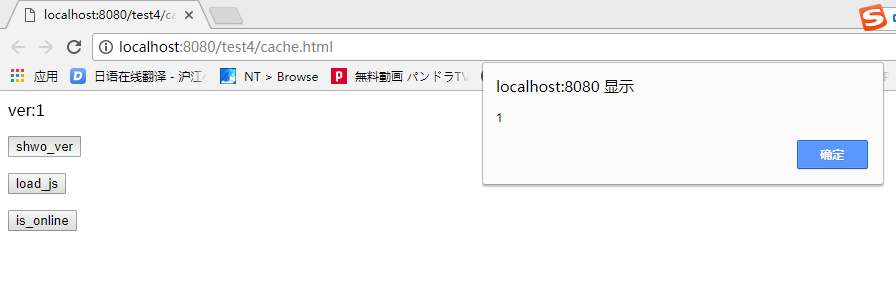 localhost:8080/test4/ca
localhost:8080/test4/cache.html
应用
日语在线翻译 - 沪江
NT > Browse
無料動画 パンドラTV
localhost:8080 显示
1
确定
ver:1
shwo_ver
load_js
is_online